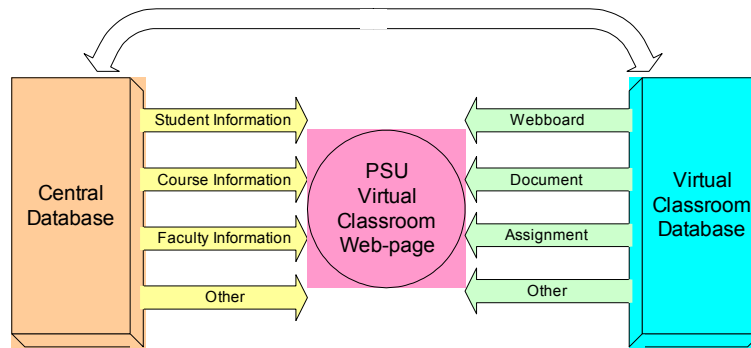 Central
Database
Student Information
Course Information
Faculty Information
Other
PSU
Virtual
Classroom
Web-page
Webboard
Document
Assignment
Other
Virtual
Classroom
Database